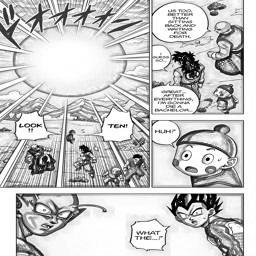 US TOO.
BETTER
THAN
SITTING
BACK AND
WAITING
FOR
DEATH.
I
GUESS
SO...
GREAT,
AFTER
EVERYTHING,
I'M GONNA
DIE A
BACHELOR...
HUH?
TEN!
LOOK
!!
WHAT
THE...?